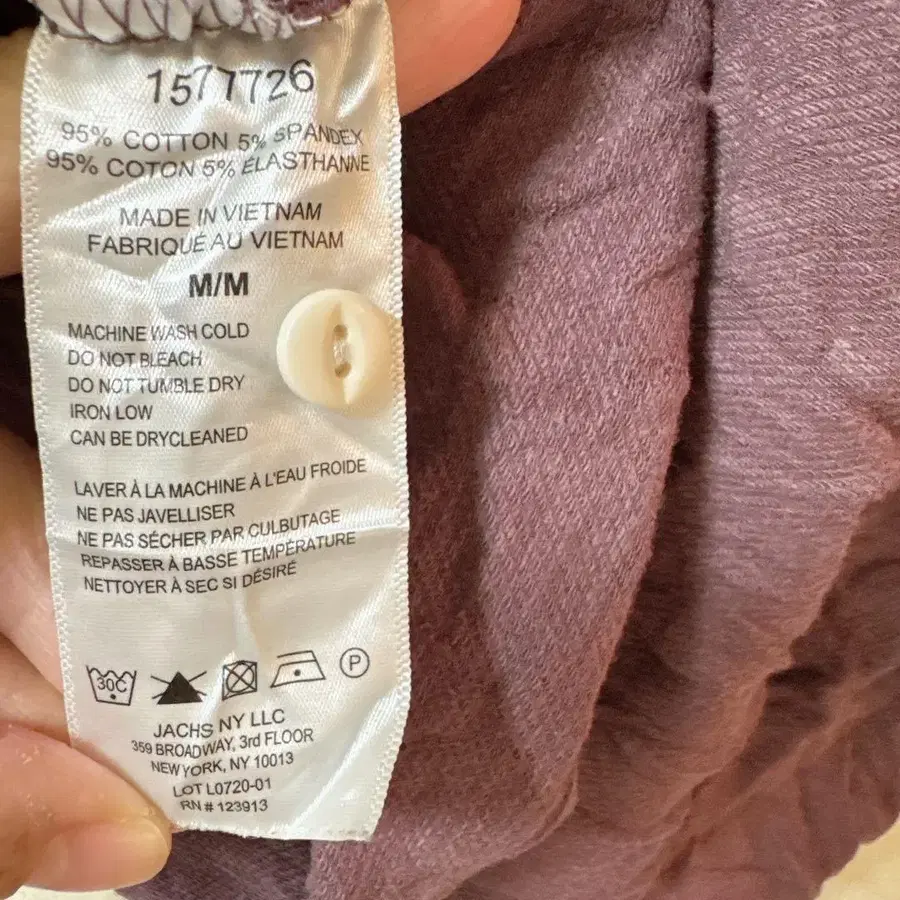 1577726
95% COTTON 5% SPANDEX
95% COTON 5% ÉLASTHANNE
MADE IN VIETNAM
FABRIQUÉ AU VIETNAM
M/M
MACHINE WASH COLD
DO NOT BLEACH
DO NOT TUMBLE DRY
IRON LOW
CAN BE DRYCLEANED
LAVER À LA MACHINE À L'EAU FROIDE
NE PAS JAVELLISER
NE PAS SÉCHER PAR CULBUTAGE
REPASSER À BASSE TEMPÉRATURE
NETTOYER À SEC SI DÉSIRÉ
30C P
JACHS NY LLC
359 BROADWAY, 3rd FLOOR
NEW YORK, NY 10013
LOT L0720-01
RN # 123913